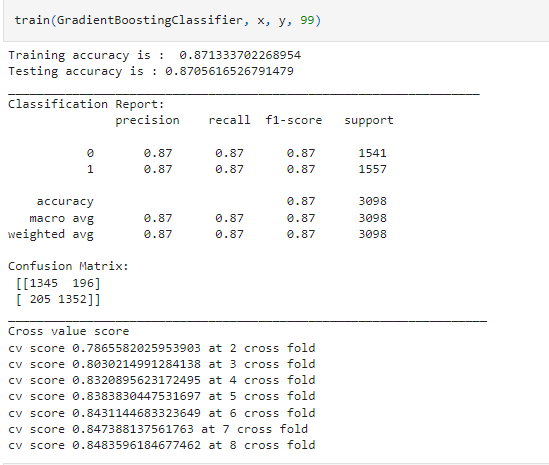 train(GradientBoostingClassifier, x, y, 99)
Training accuracy is :  0.871333702268954
Testing accuracy is : 0.8705616526791479
Classification Report:
precision    recall  f1-score   support
0       0.87      0.87      0.87      1541
1       0.87      0.87      0.87      1557
accuracy                           0.87      3098
macro avg       0.87      0.87      0.87      3098
weighted avg       0.87      0.87      0.87      3098
Confusion Matrix:
[[1345  196]
[ 205 1352]]
Cross value score
cv score 0.7865582025953903 at 2 cross fold
cv score 0.8030214991284138 at 3 cross fold
cv score 0.8320895623172495 at 4 cross fold
cv score 0.8383830447531697 at 5 cross fold
cv score 0.8431144683323649 at 6 cross fold
cv score 0.847388137561763 at 7 cross fold
cv score 0.8483596184677462 at 8 cross fold